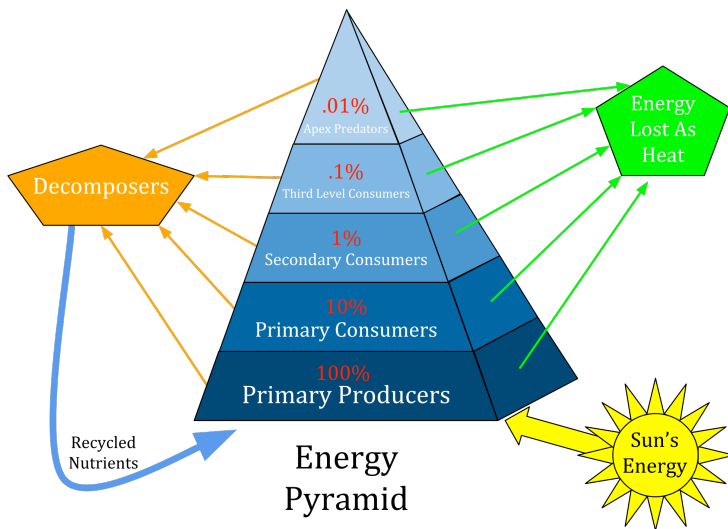 .01%
Apex Predators
.1%
Third Level Consumers
1%
Secondary Consumers
10%
Primary Consumers
100%
Primary Producers
Decomposers
Energy
Lost As
Heat
Recycled
Nutrients
Sun's
Energy
Energy
Pyramid